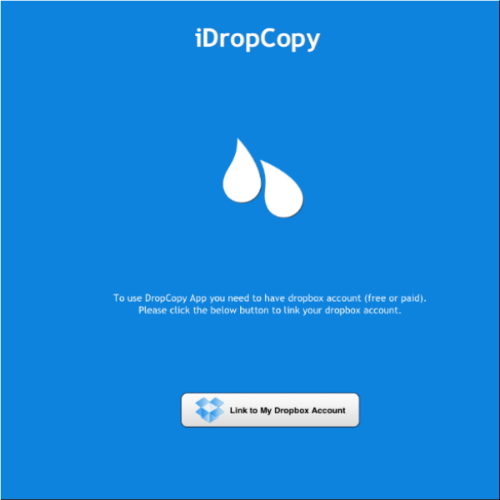 iDropCopy
To use DropCopy App you need to have dropbox account (free or paid).
Please click the below button to link your dropbox account.
Link to My Dropbox Account